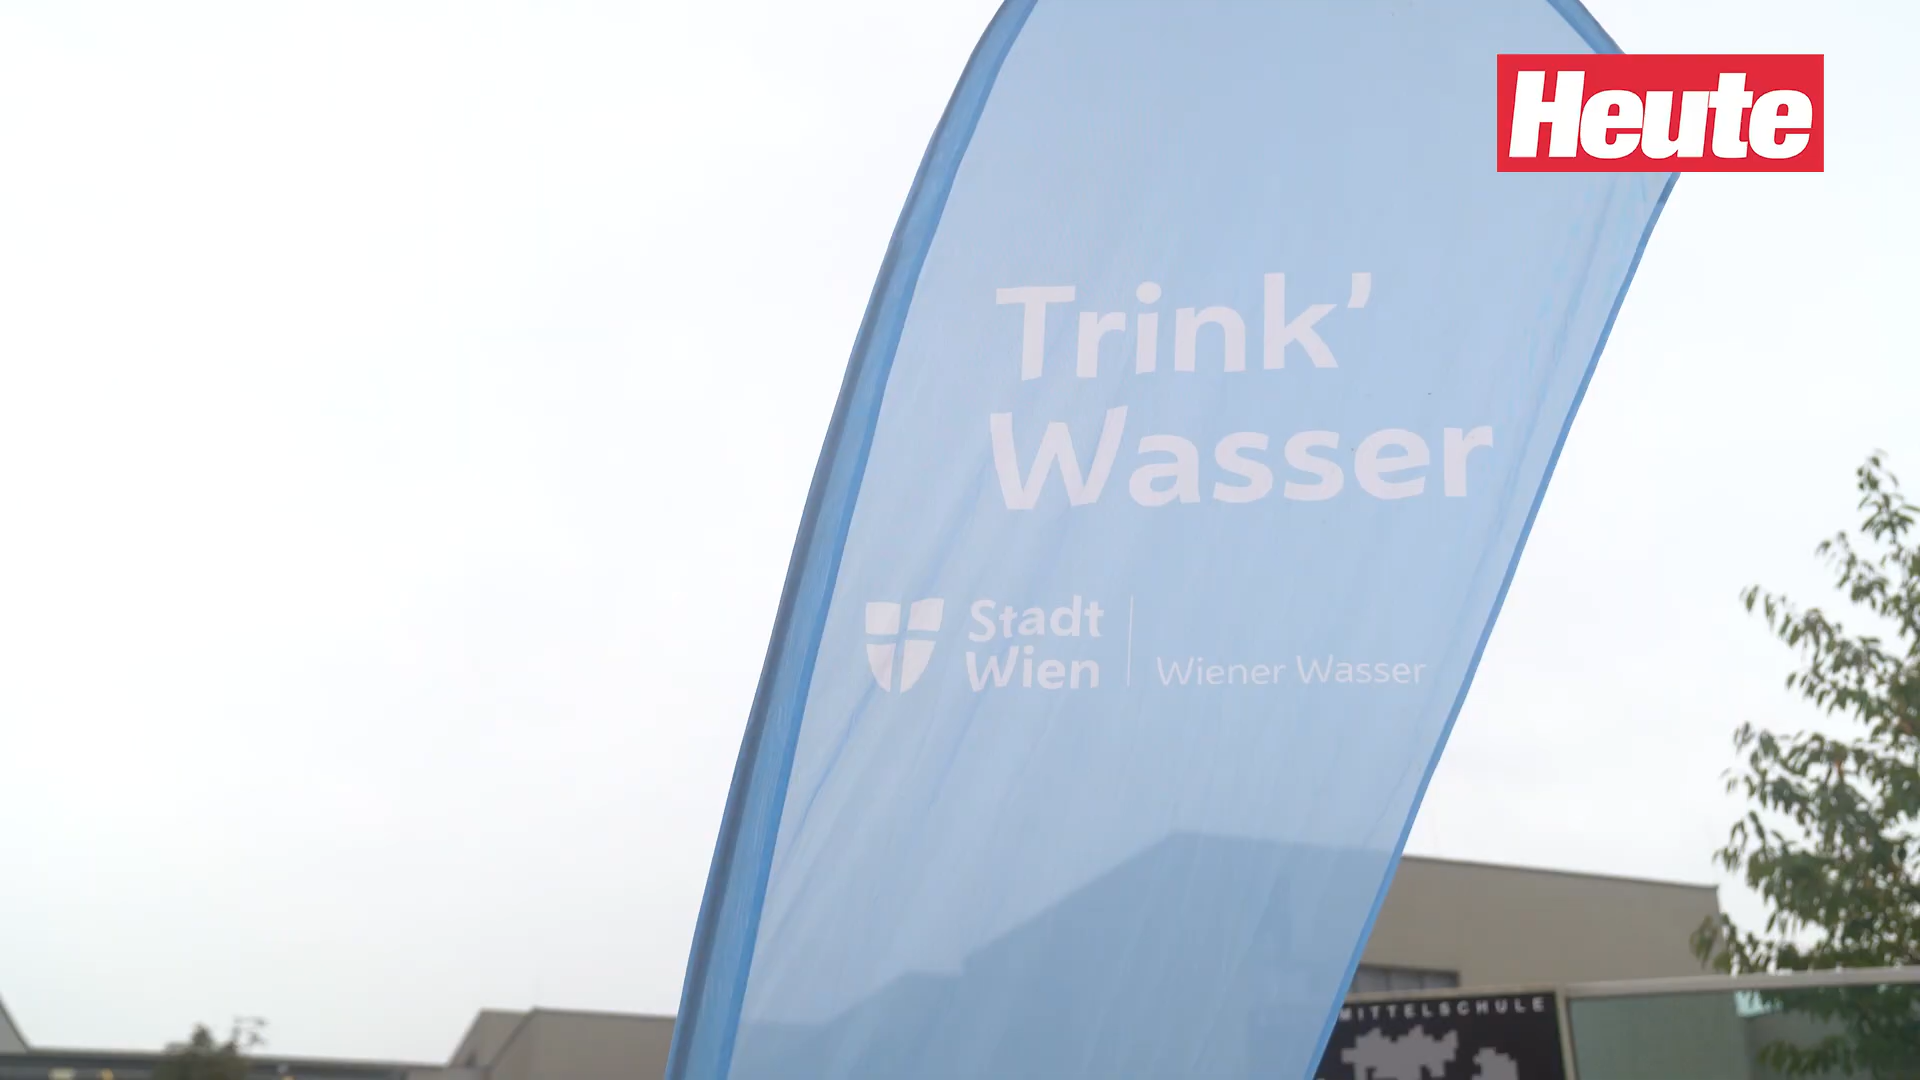 Heute
Trink’
Wasser
Stadt
Wien
Wiener Wasser
MITTELSCHULE